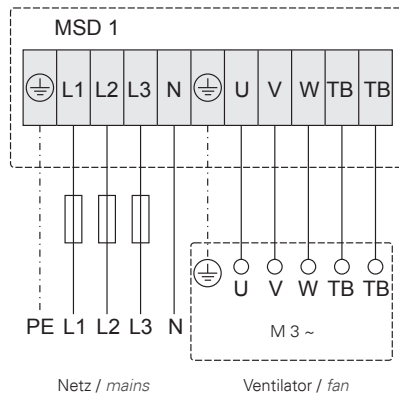 MSD 1
L1 L2 L3 N U V W TB TB
U V W TB TB
PE L1 L2 L3 N
M 3 ~
Netz / mains Ventilator / fan